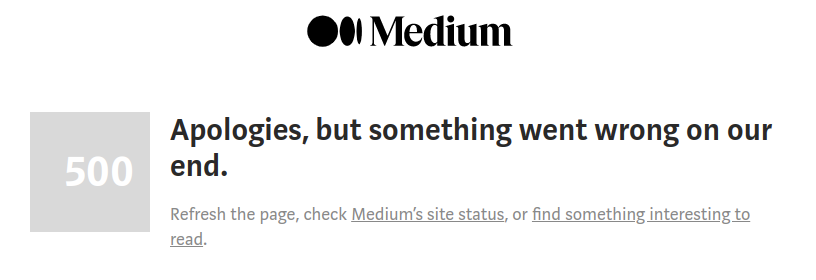 Medium
500
Apologies, but something went wrong on our
end.
Refresh the page, check Medium’s site status, or find something interesting to
read.